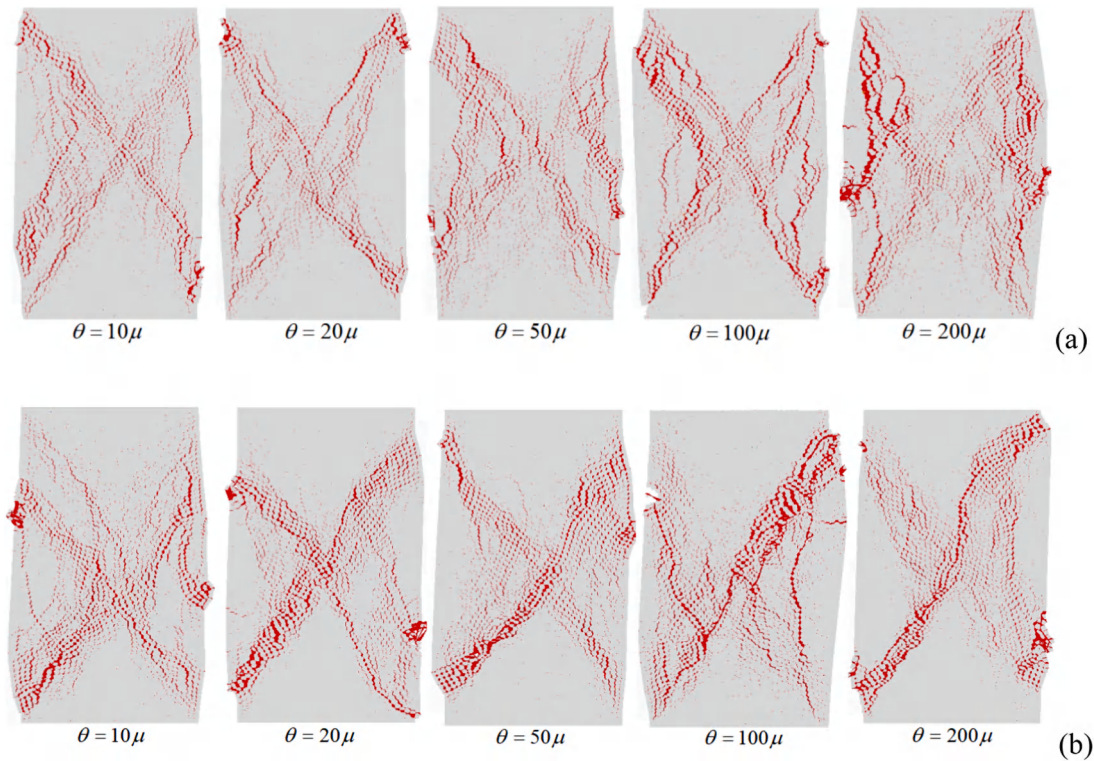 θ = 10μ θ = 20μ θ = 50μ θ = 100μ θ = 200μ (a)
θ = 10μ θ = 20μ θ = 50μ θ = 100μ θ = 200μ (b)